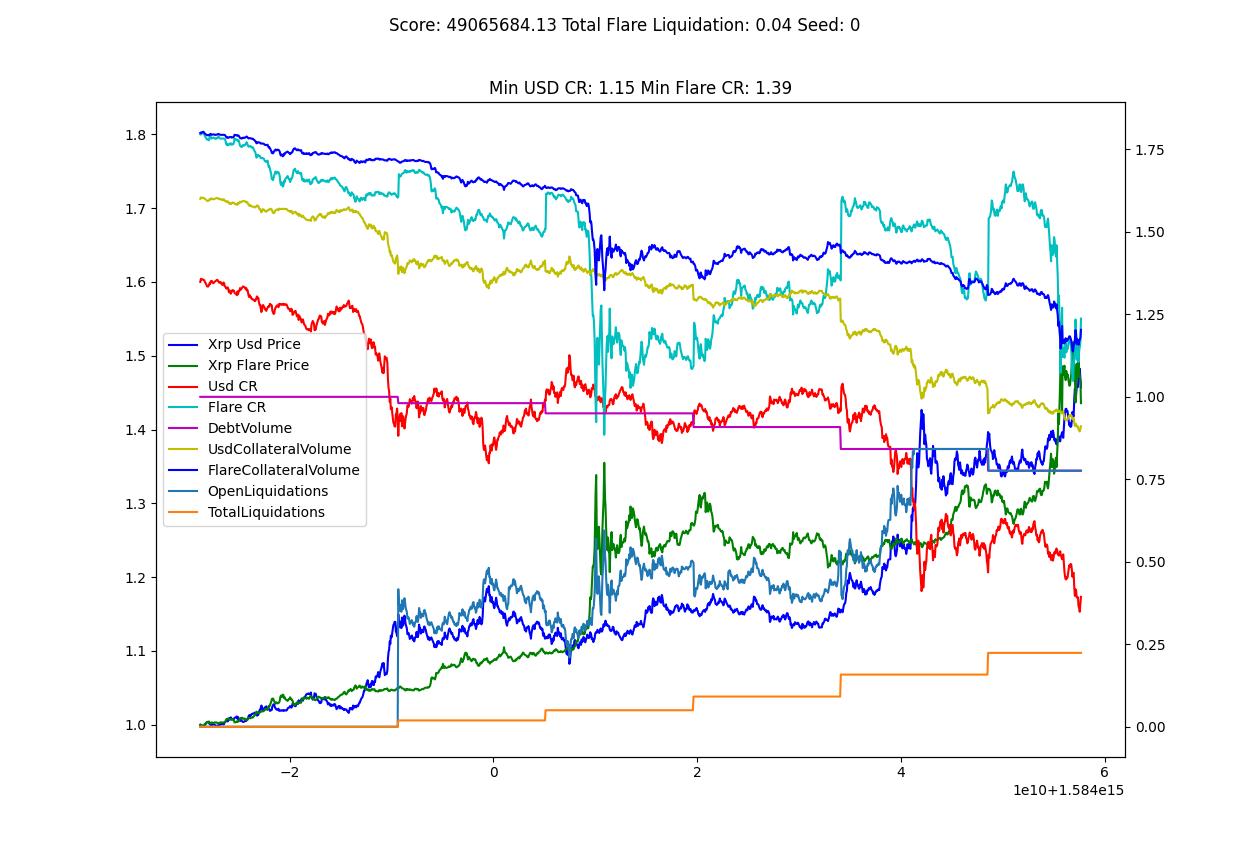 Score: 49065684.13 Total Flare Liquidation: 0.04 Seed: 0
Min USD CR: 1.15 Min Flare CR: 1.39
1.8
1.7
1.6
1.5
1.4
1.3
1.2
1.1
1.0
Xrp Usd Price
Xrp Flare Price
Usd CR
Flare CR
DebtVolume
UsdCollateralVolume
FlareCollateralVolume
OpenLiquidations
TotalLiquidations
1.75
1.50
1.25
1.00
0.75
0.50
0.25
0.00
−2 0 2 4 6
1e10+1.584e15